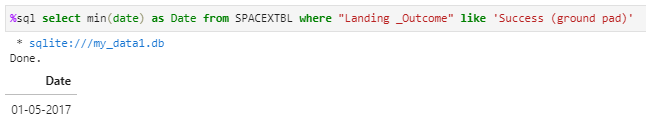 %sql select min(date) as Date from SPACEXTBL where "Landing _Outcome" like 'Success (ground pad)'
* sqlite:///my_data1.db
Done.
Date
01-05-2017